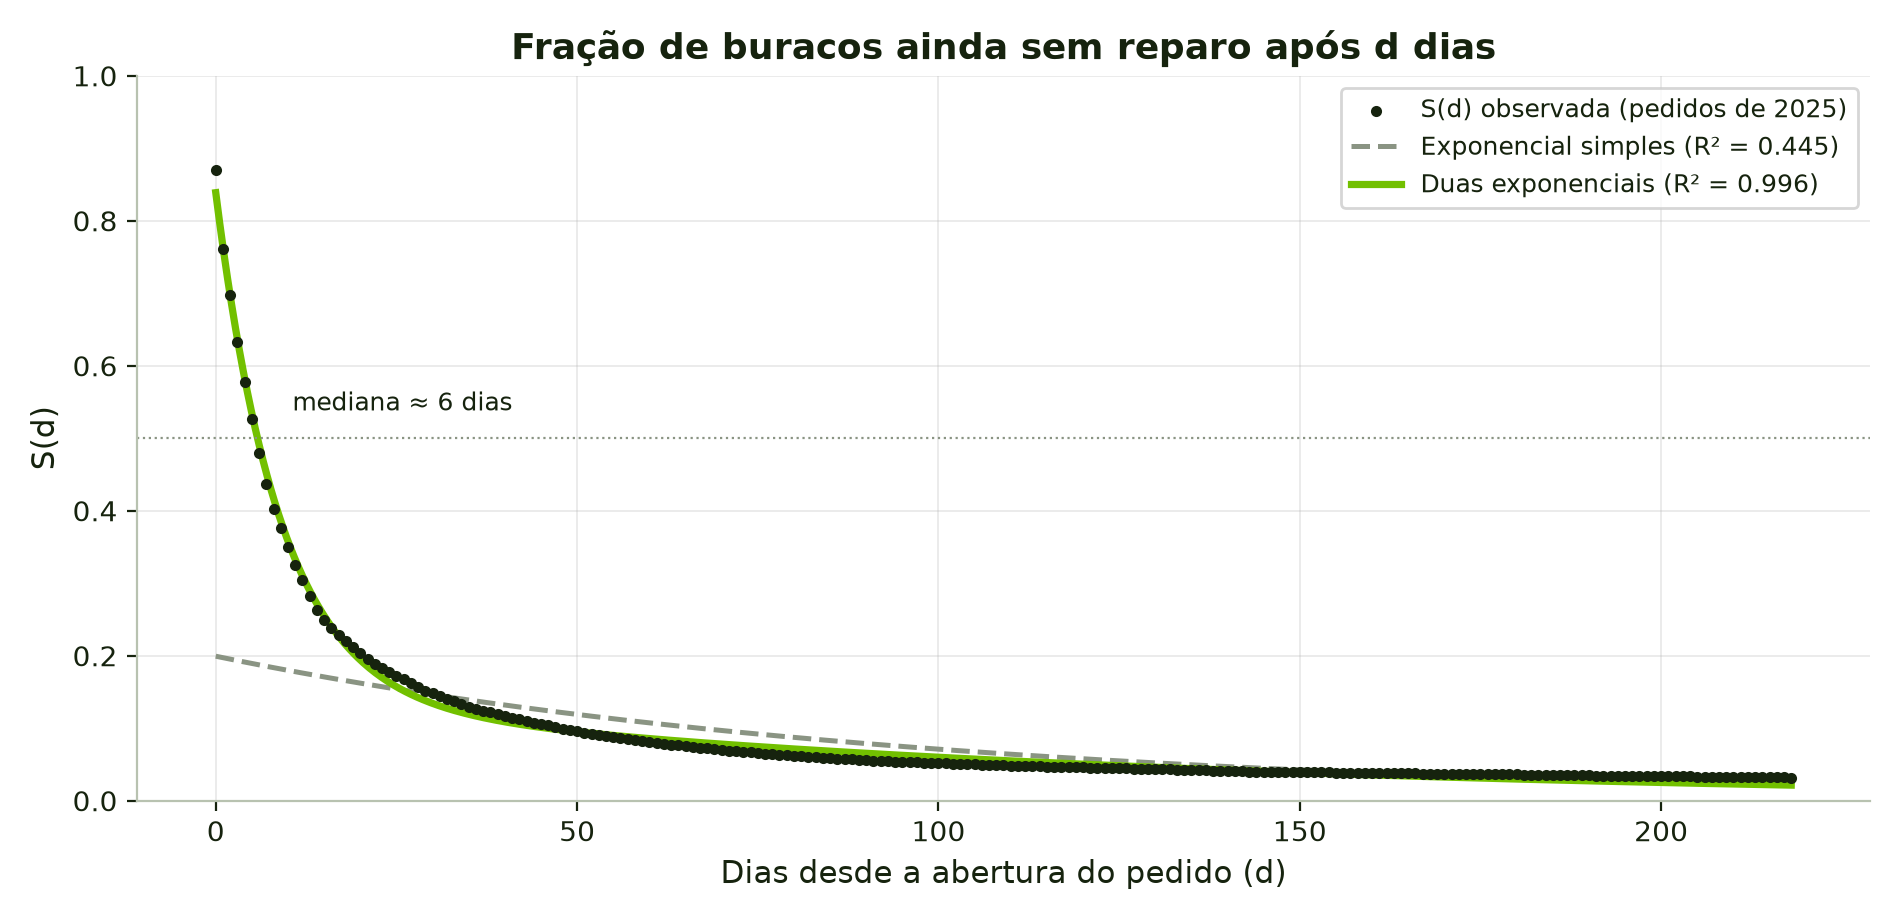 Fração de buracos ainda sem reparo após d dias
S(d) observada (pedidos de 2025)
Exponencial simples (R² = 0.445)
Duas exponenciais (R² = 0.996)
mediana ≈ 6 dias
S(d)
1.0
0.8
0.6
0.4
0.2
0.0
0 50 100 150 200
Dias desde a abertura do pedido (d)